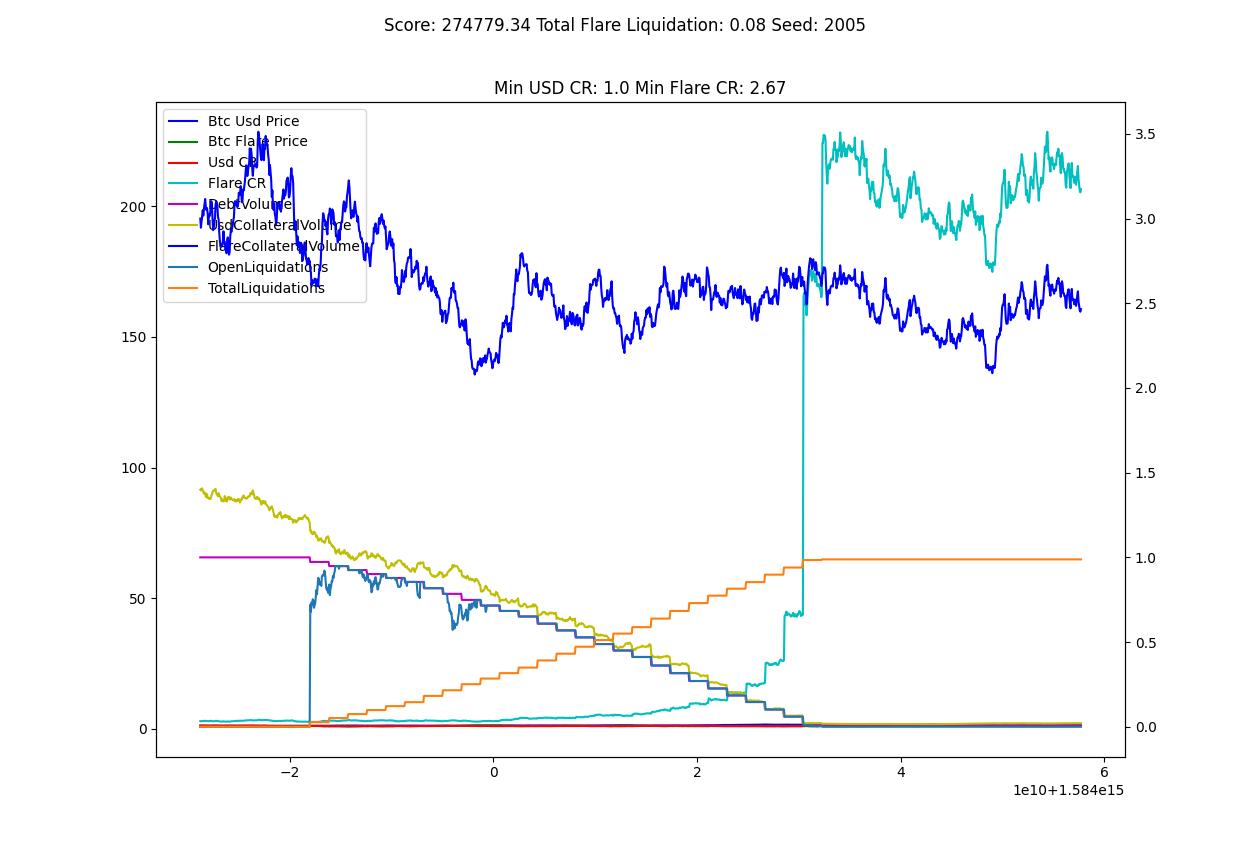 Score: 274779.34 Total Flare Liquidation: 0.08 Seed: 2005
Min USD CR: 1.0 Min Flare CR: 2.67
Btc Usd Price
Btc Flare Price
Usd CR
Flare CR
DebtVolume
UsdCollateralVolume
FlareCollateralVolume
OpenLiquidations
TotalLiquidations
200
150
100
50
0
3.5
3.0
2.5
2.0
1.5
1.0
0.5
0.0
−2 0 2 4 6
1e10+1.584e15